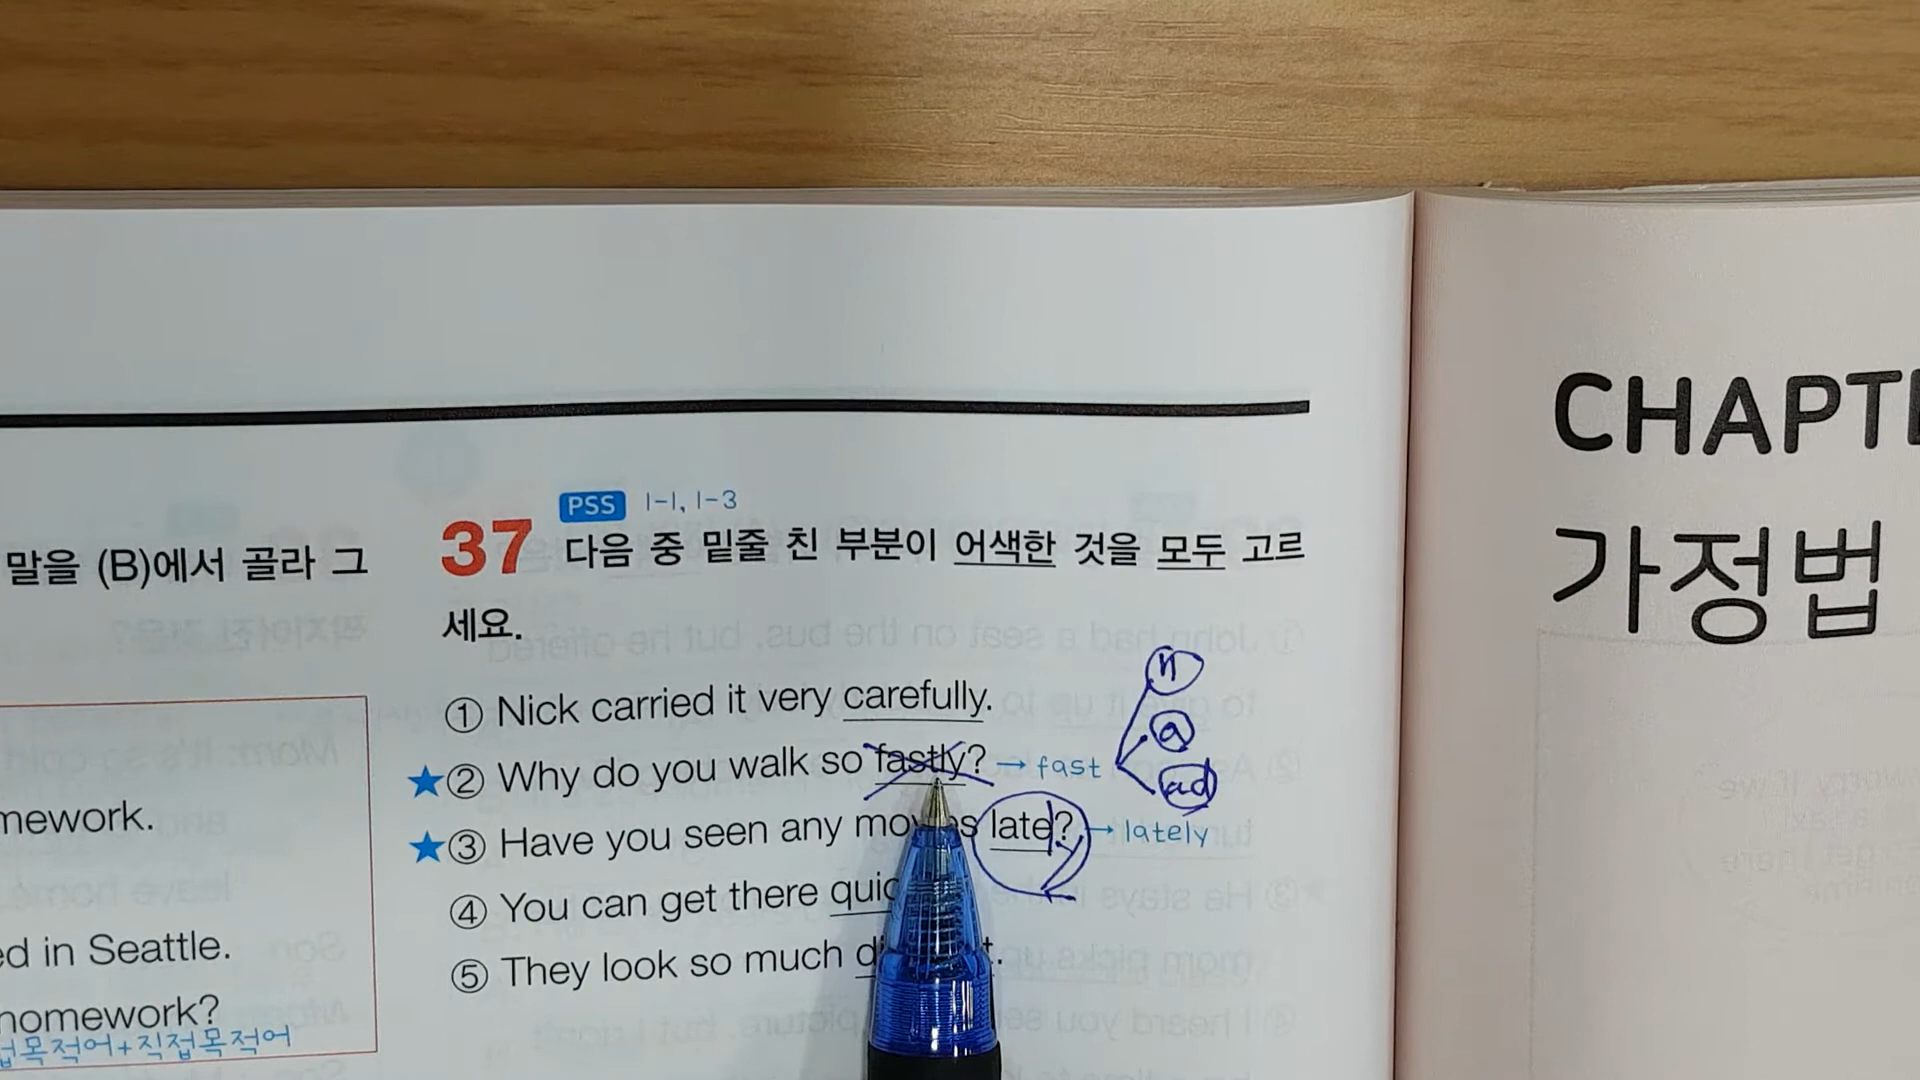 말을 (B)에서 골라 그
mework.
ed in Seattle.
homework?
접목적어+직접목적어
PSS 1-1, 1-3
37 다음 중 밑줄 친 부분이 어색한 것을 모두 고르
세요.
① Nick carried it very carefully.
★② Why do you walk so fastly? → fast
★③ Have you seen any late? → lately
④ You can get there
⑤ They look so much
n
a
ad
CHAPTE
가정법